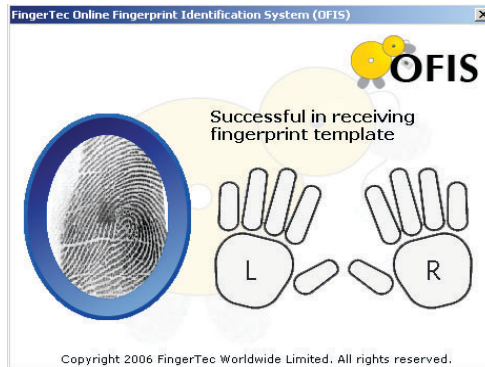 FingerTec Online Fingerprint Identification System (OFIS)
OFIS
Successful in receiving
fingerprint template
L R
Copyright 2006 FingerTec Worldwide Limited. All rights reserved.